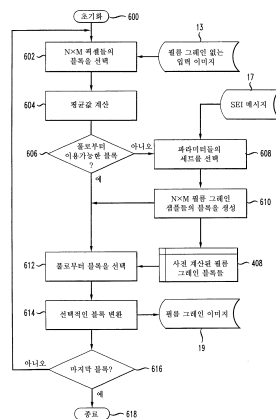 초기화
600
13
602
N×M 픽셀들의
블록을 선택
필름 그레인 없는
입력 이미지
17
604
평균값 계산
SEI 메시지
606
풀로부터
이용가능한 블록
?
아니오
예
파라미터들의
세트를 선택
608
N×M 필름 그레인
샘플들의 블록을 생성
610
612
풀로부터 블록을 선택
사전 계산된 필름
그레인 블록들
408
614
선택적인 블록 변환
필름 그레인 이미지
19
아니오
마지막 블록?
616
예
종료
618